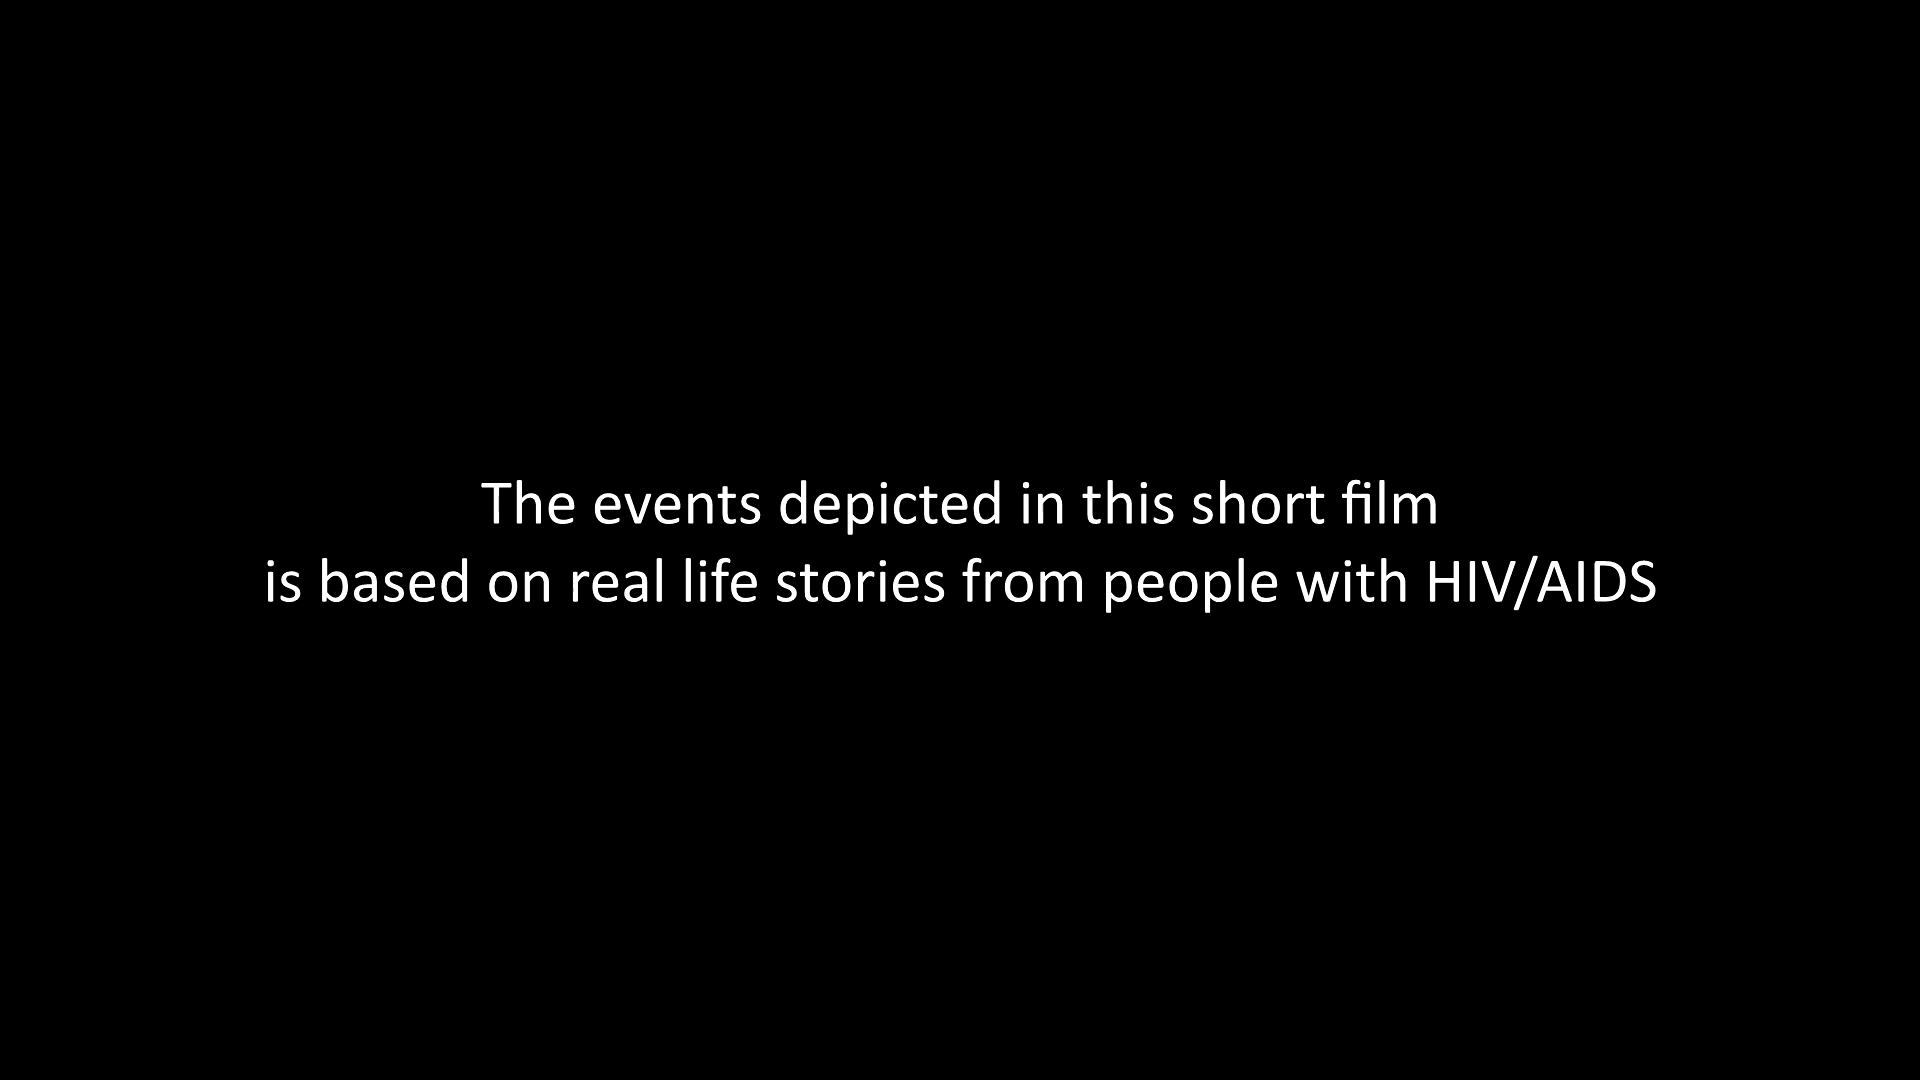 The events depicted in this short film
is based on real life stories from people with HIV/AIDS